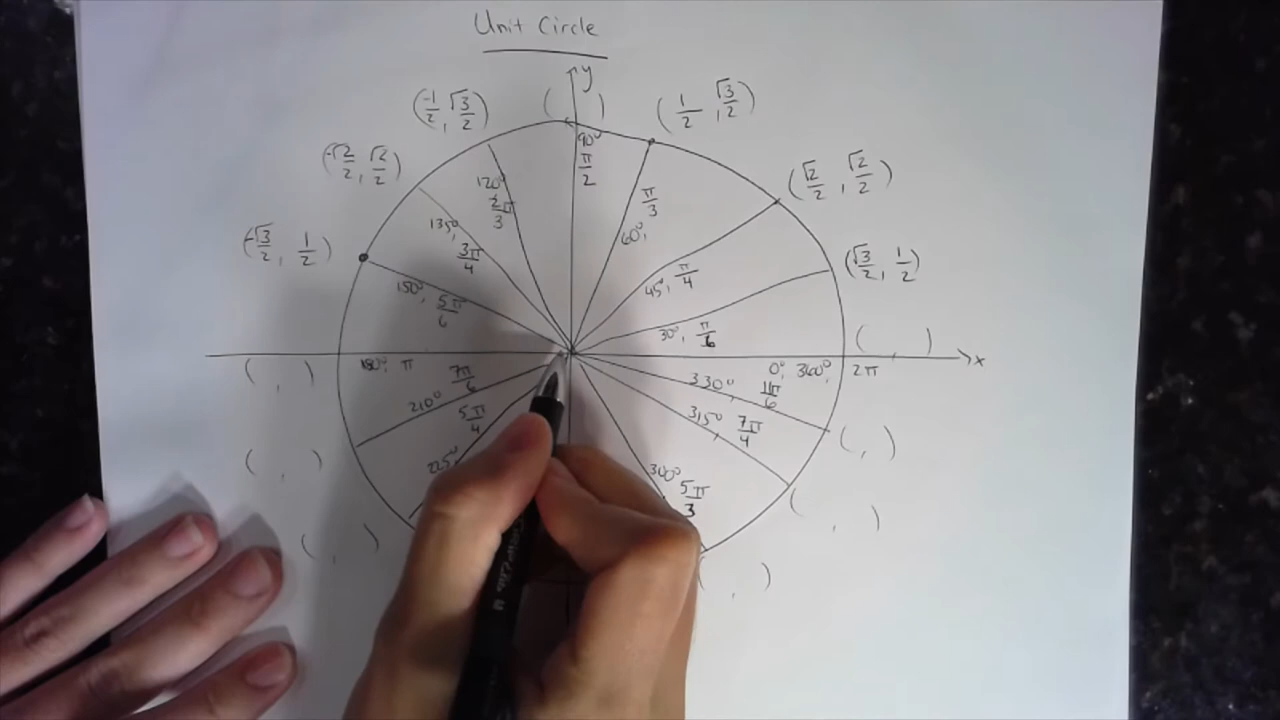 Unit Circle
y
(-1/2, √3/2)
( )
(1/2 √3/2)
90°
π/2
(-√2/2, √2/2)
(√2/2, √2/2)
120°
2π/3
π/3
60°,
135°,
3π/4
(-√3/2, 1/2)
(√3/2, 1/2)
45°, π/4
150°, 5π/6
30°, π/6
( , )
x
( , )
180°, π
0°, 360°, 2π
7π/6
210°
330°, 11π/6
5π/4
315° 7π/4
( , )
( , )
225°
300° 5π/3
( , )
( , )
( , )